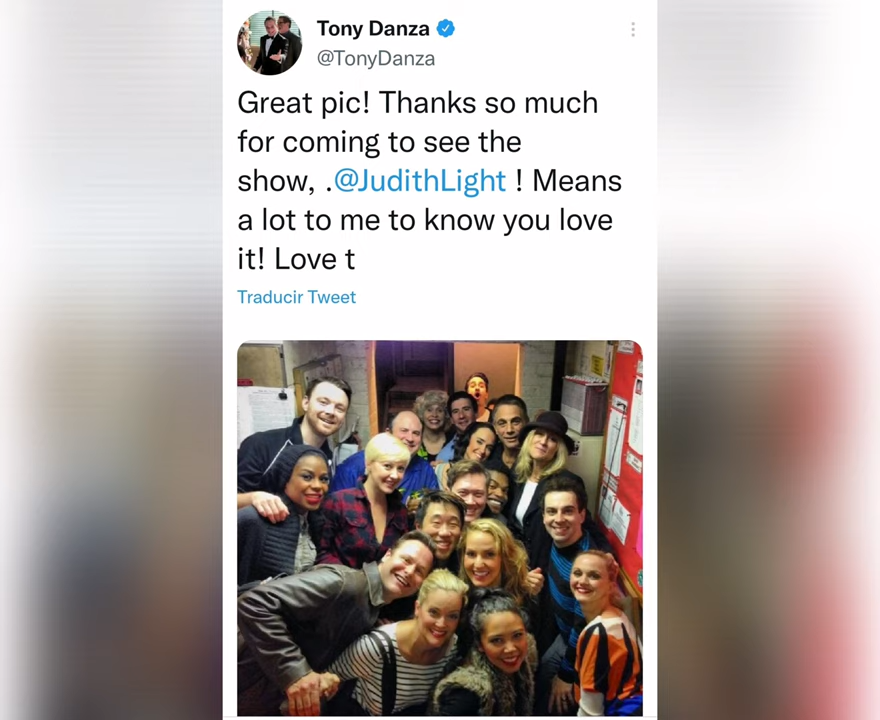 Tony Danza
@TonyDanza
Great pic! Thanks so much
for coming to see the
show, .@JudithLight ! Means
a lot to me to know you love
it! Love t
Traducir Tweet